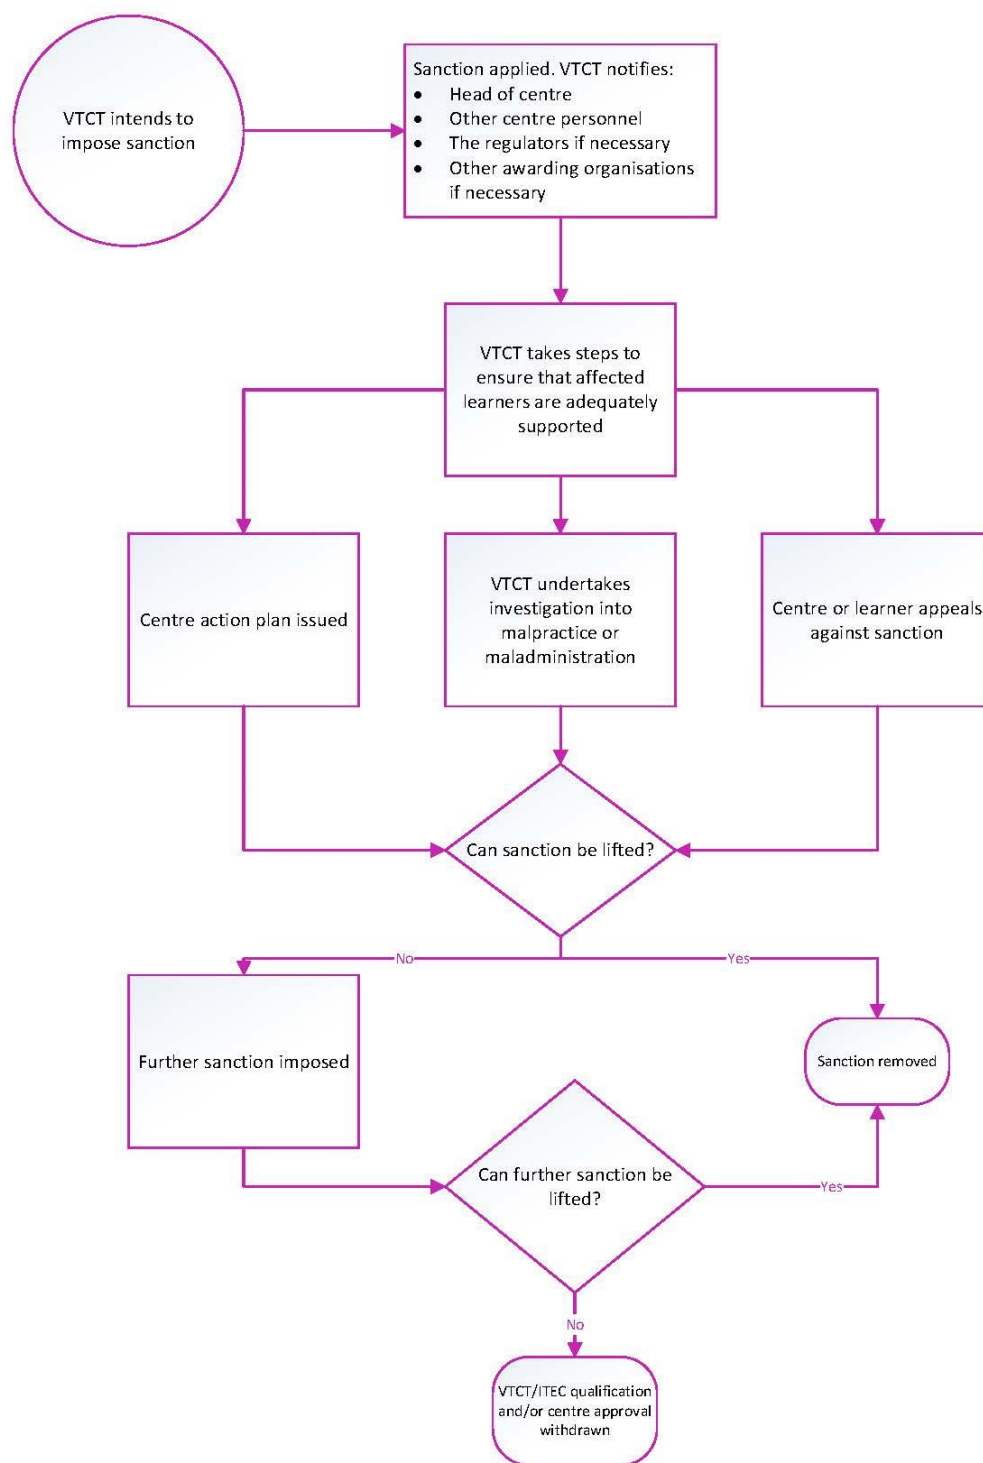 VTCT intends to
impose sanction
Sanction applied. VTCT notifies:
• Head of centre
• Other centre personnel
• The regulators if necessary
• Other awarding organisations
if necessary
VTCT takes steps to
ensure that affected
learners are adequately
supported
Centre action plan issued
VTCT undertakes
investigation into
malpractice or
maladministration
Centre or learner appeals
against sanction
Can sanction be lifted?
No
Yes
Further sanction imposed
Sanction removed
Can further sanction be
lifted?
Yes
No
VTCT/ITEC qualification
and/or centre approval
withdrawn